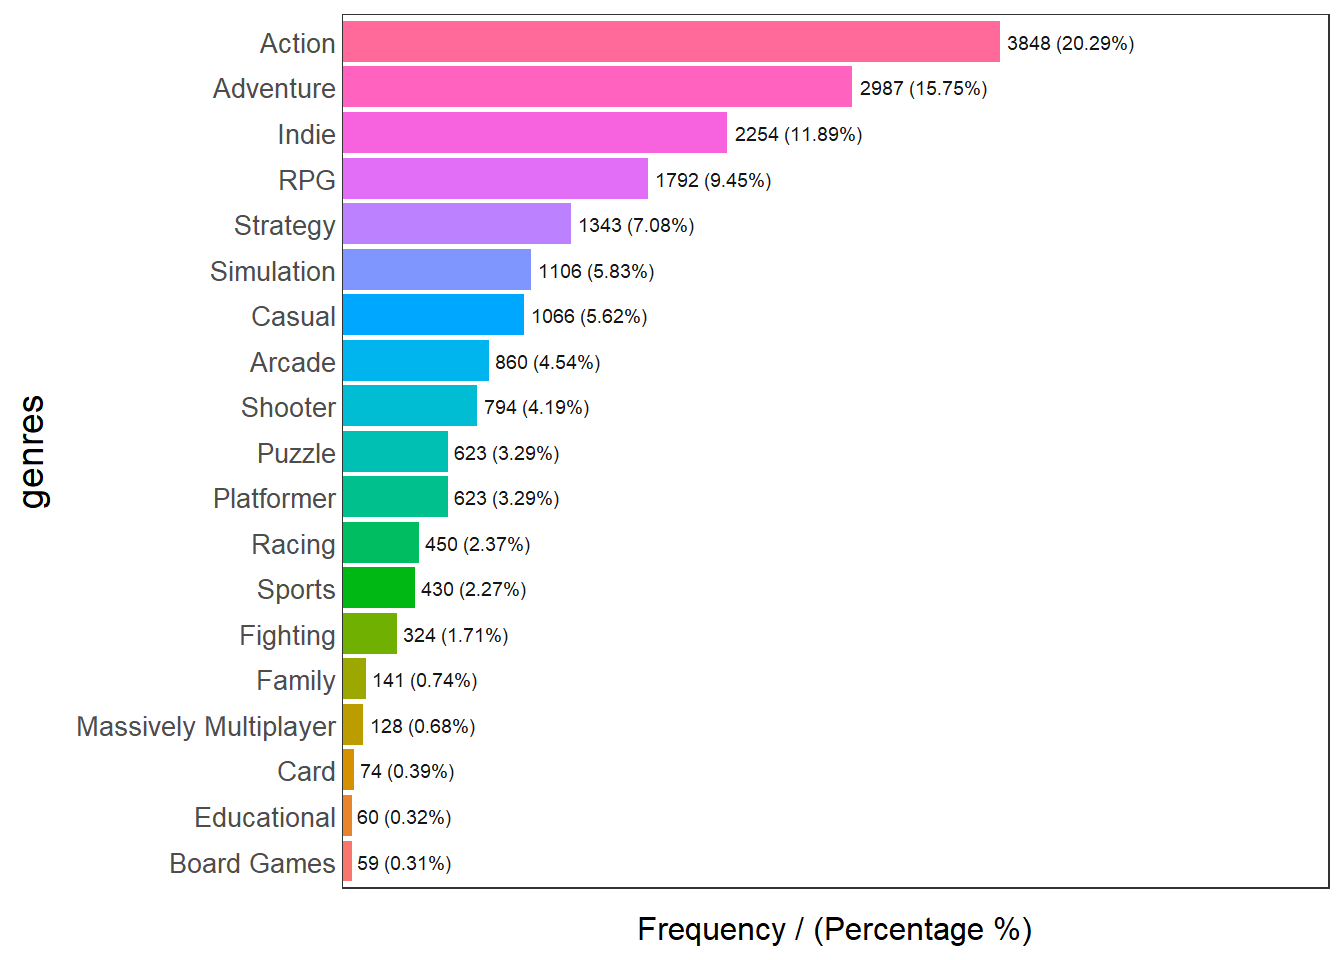 Action 3848 (20.29%)
Adventure 2987 (15.75%)
Indie 2254 (11.89%)
RPG 1792 (9.45%)
Strategy 1343 (7.08%)
Simulation 1106 (5.83%)
Casual 1066 (5.62%)
Arcade 860 (4.54%)
Shooter 794 (4.19%)
genres
Puzzle 623 (3.29%)
Platformer 623 (3.29%)
Racing 450 (2.37%)
Sports 430 (2.27%)
Fighting 324 (1.71%)
Family 141 (0.74%)
Massively Multiplayer 128 (0.68%)
Card 74 (0.39%)
Educational 60 (0.32%)
Board Games 59 (0.31%)
Frequency / (Percentage %)